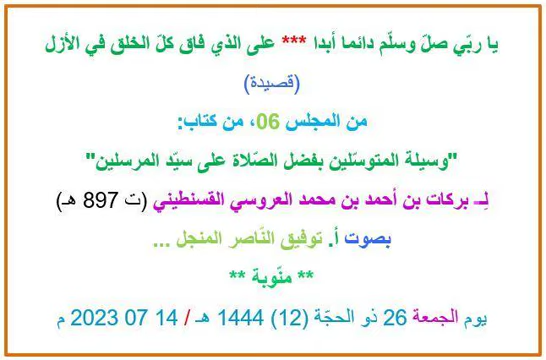 يا ربّي صلّ وسلّم دائما أبدا *** على الذي فاق كلّ الخلق في الأزل
(قصيدة)
من المجلس 06، من كتاب:
"وسيلة المتوسّلين بفضل الصّلاة على سيّد المرسلين"
لِــ بركات بن أحمد بن محمد العروسي القسنطيني (ت 897 هـ)
بصوت أ. توفيق النّاصر المنجل ...
** منّوبة **
يوم الجمعة 26 ذو الحجّة (12) 1444 هـ / 14 07 2023 م